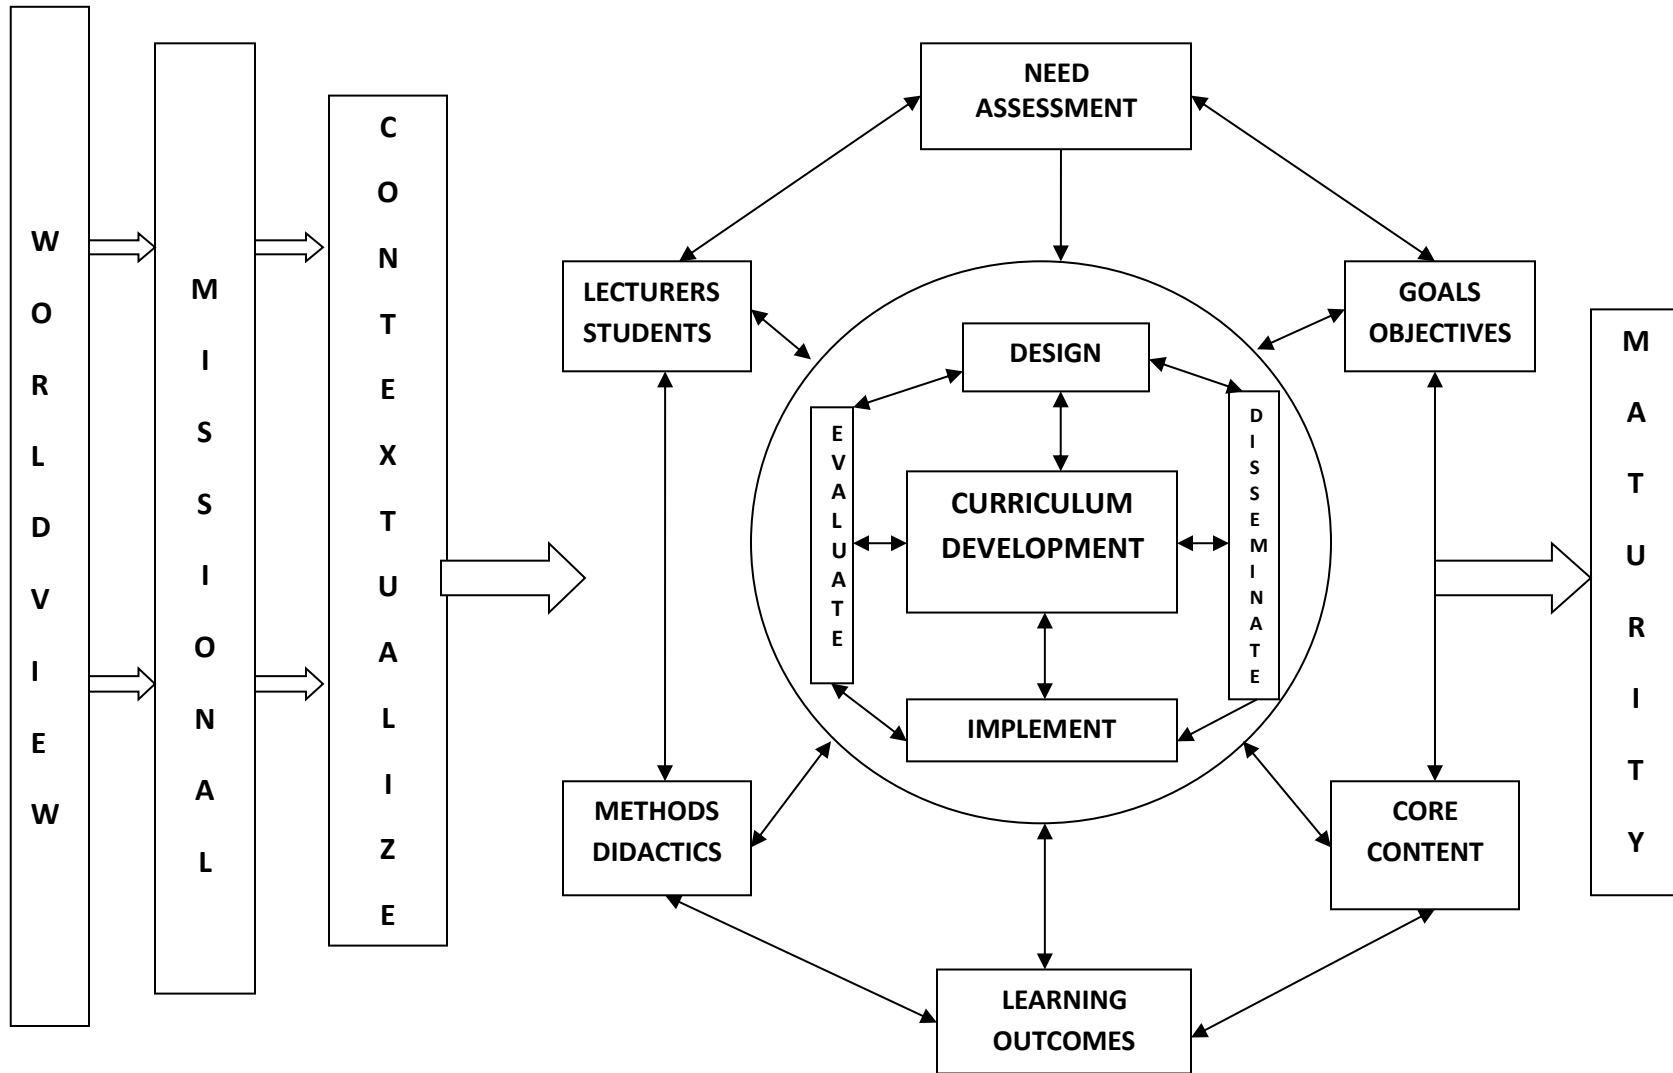 WORLDVIEW
MISSIONAL
CONTEXTUALIZE
NEED
ASSESSMENT
LECTURERS
STUDENTS
GOALS
OBJECTIVES
DESIGN
EVALUATE
CURRICULUM
DEVELOPMENT
DISSEMINATE
IMPLEMENT
METHODS
DIDACTICS
CORE
CONTENT
LEARNING
OUTCOMES
MATURITY